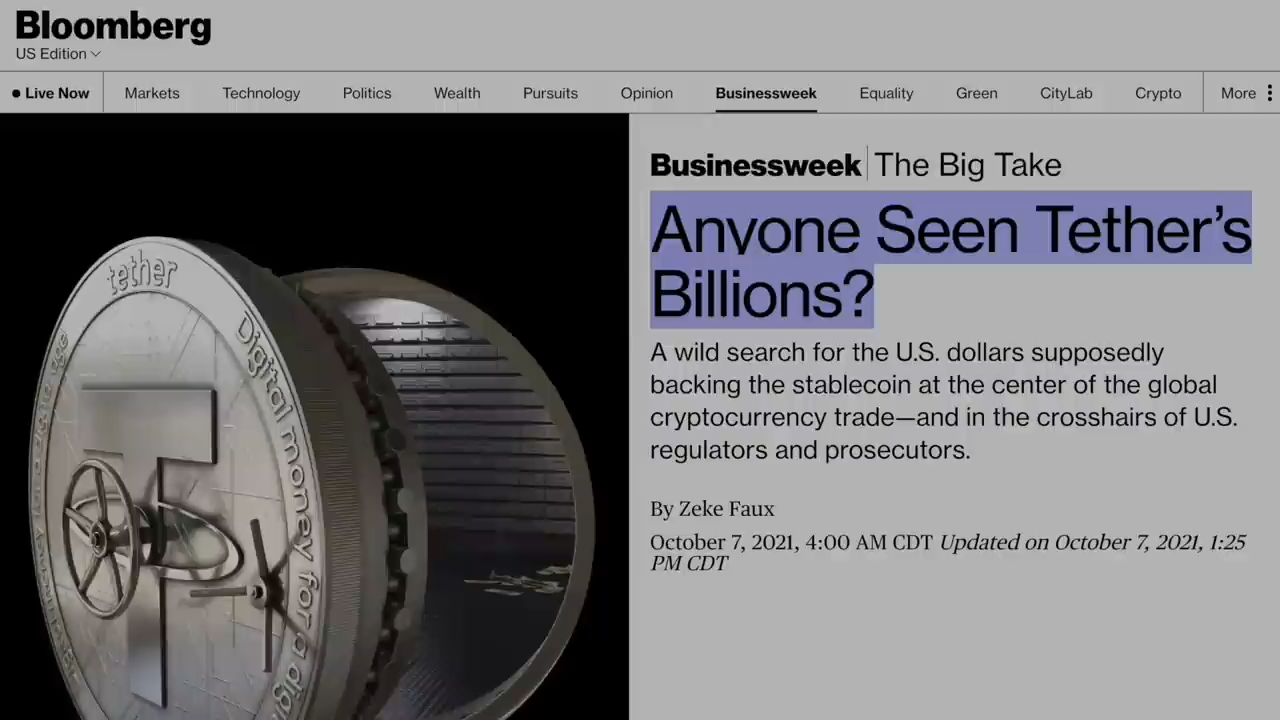 Bloomberg
US Edition
Live Now Markets Technology Politics Wealth Pursuits Opinion Businessweek Equality Green CityLab Crypto More
Businessweek The Big Take
Anyone Seen Tether’s
Billions?
A wild search for the U.S. dollars supposedly
backing the stablecoin at the center of the global
cryptocurrency trade—and in the crosshairs of U.S.
regulators and prosecutors.
By Zeke Faux
October 7, 2021, 4:00 AM CDT Updated on October 7, 2021, 1:25
PM CDT
tether
Digital money for a digi